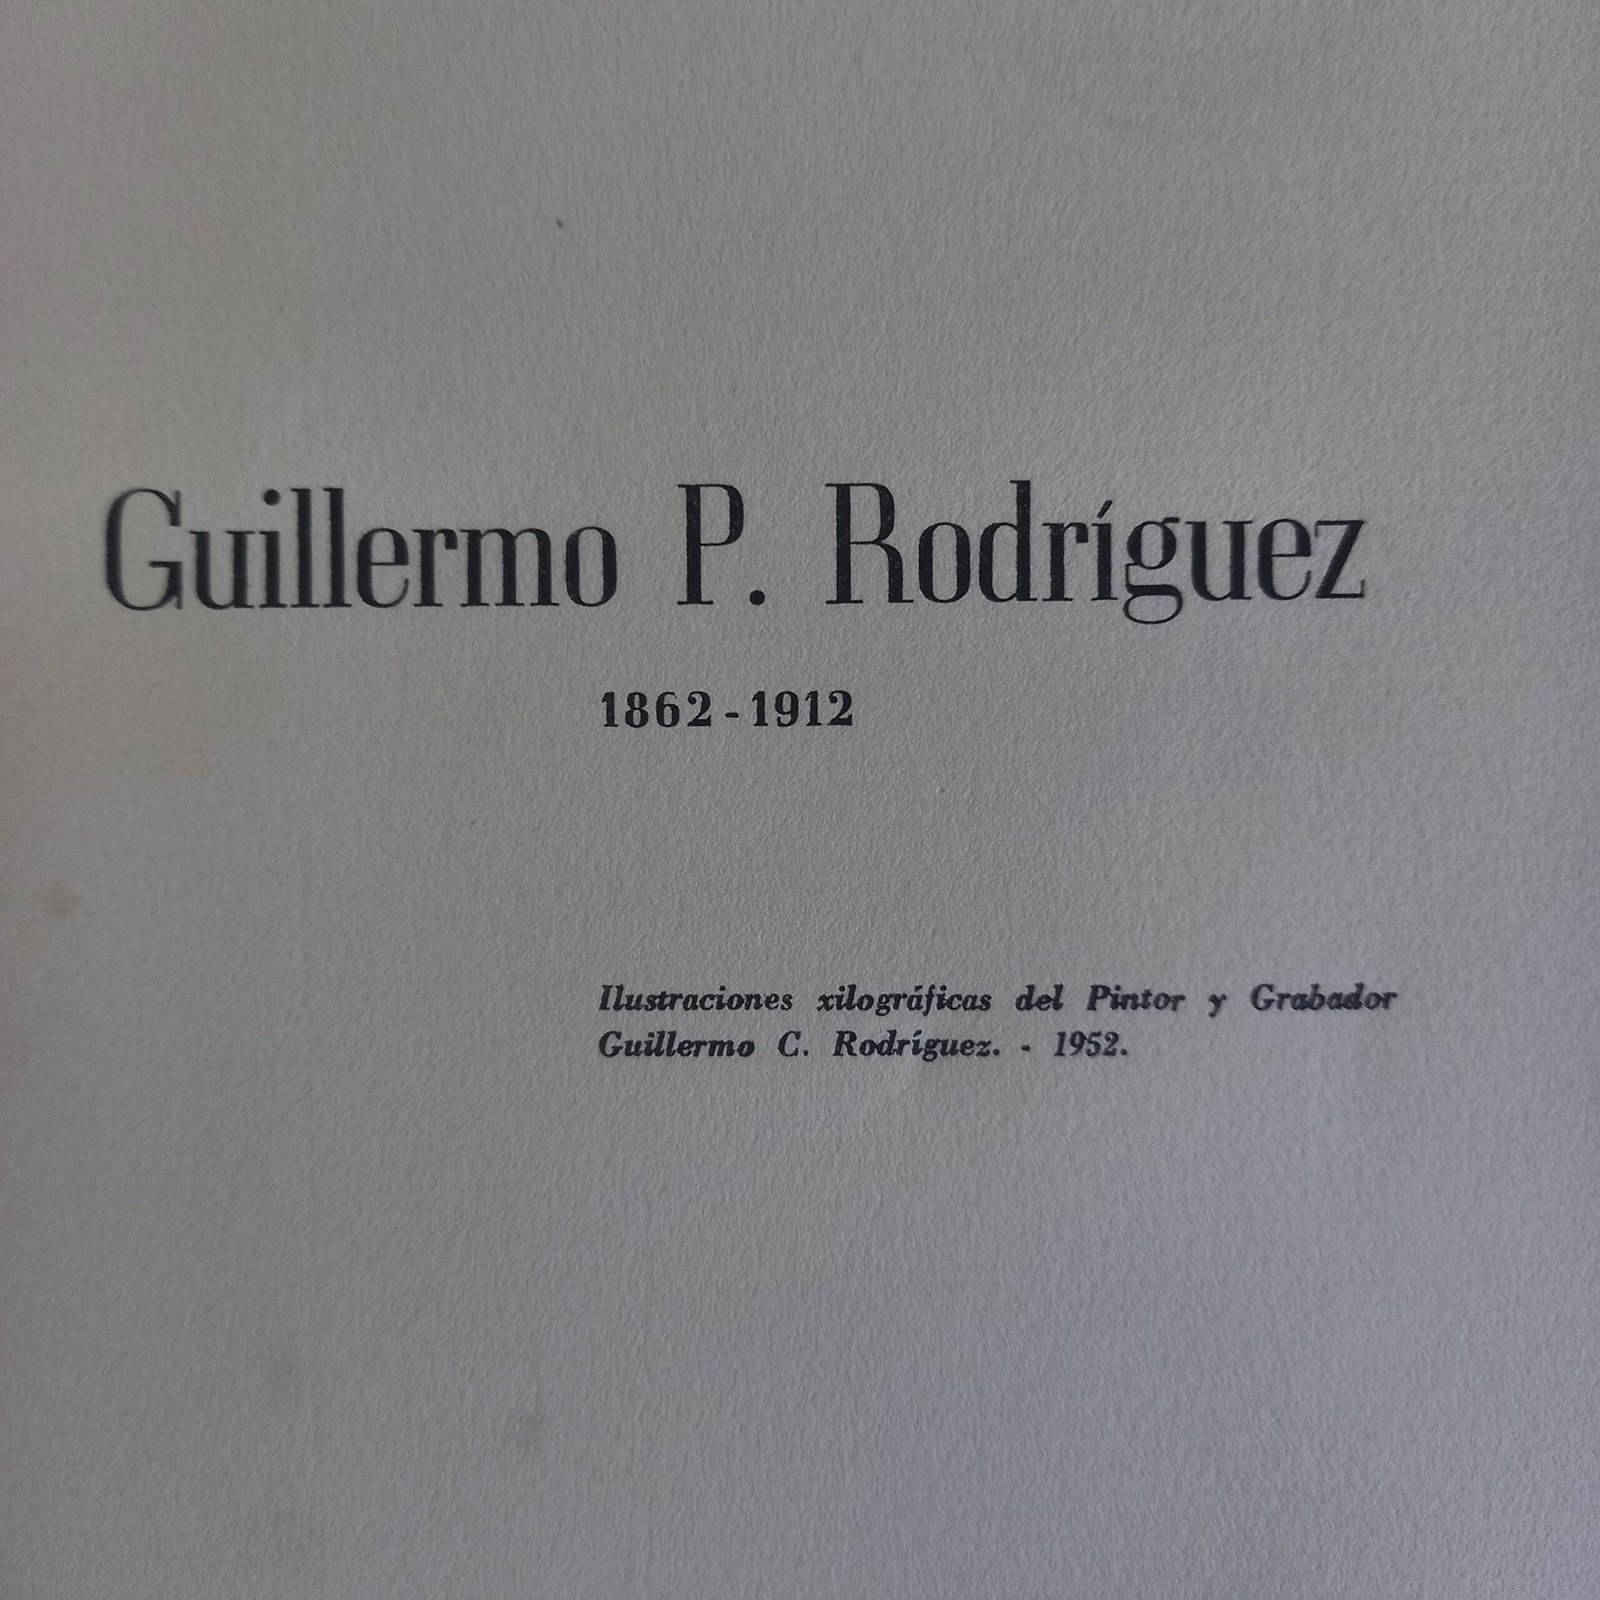 Guillermo P. Rodríguez
1862-1912
Ilustraciones xilográficas del Pintor y Grabador
Guillermo C. Rodríguez. - 1952.